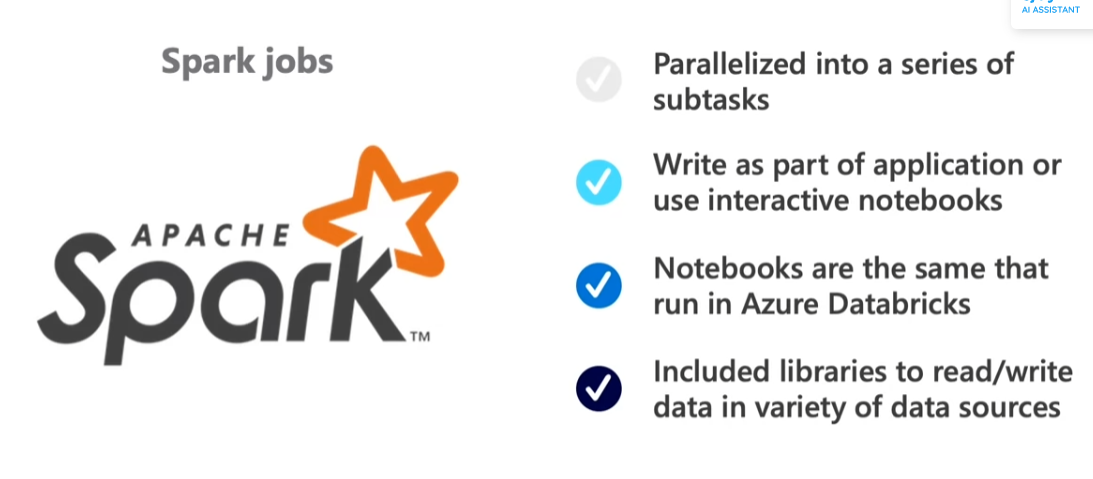 AI ASSISTANT
Spark jobs
APACHE
Spark™
Parallelized into a series of
subtasks
Write as part of application or
use interactive notebooks
Notebooks are the same that
run in Azure Databricks
Included libraries to read/write
data in variety of data sources